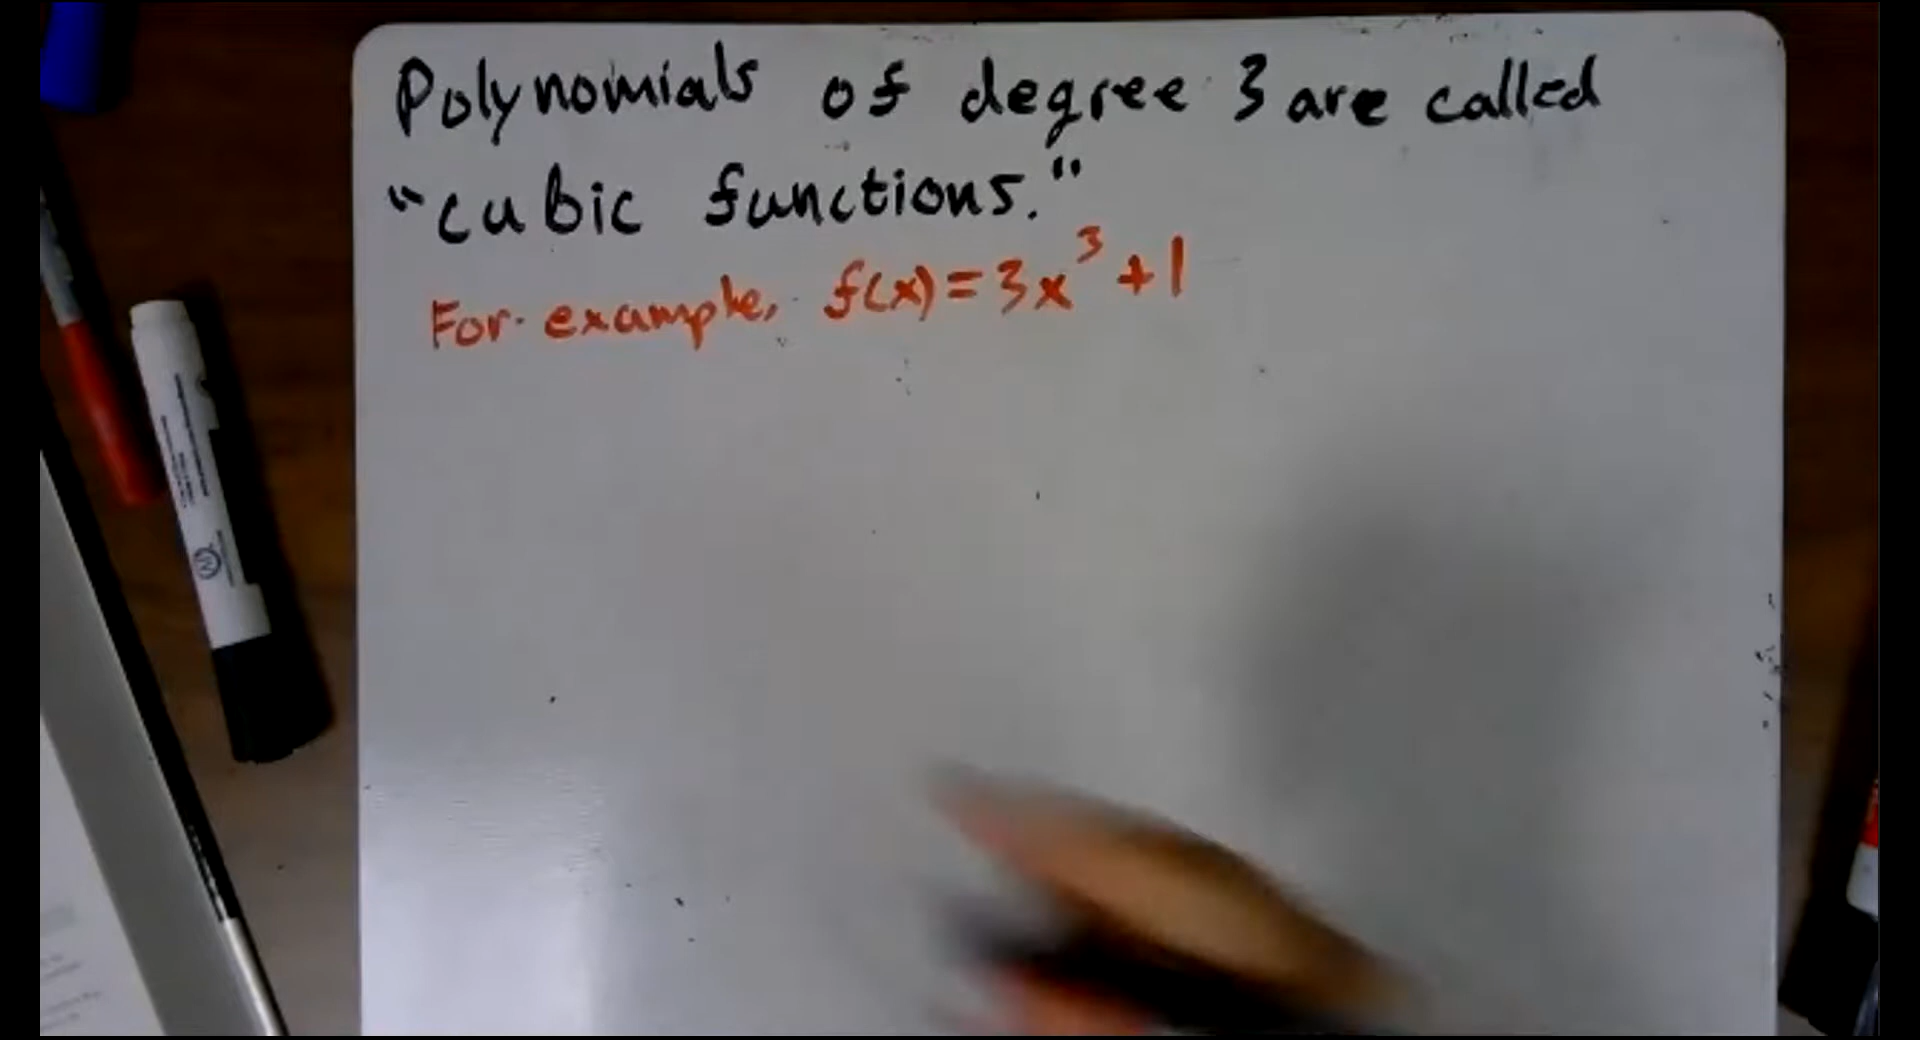 Polynomials of degree 3 are called
"cubic functions."
For example, f(x) = 3x³ + 1